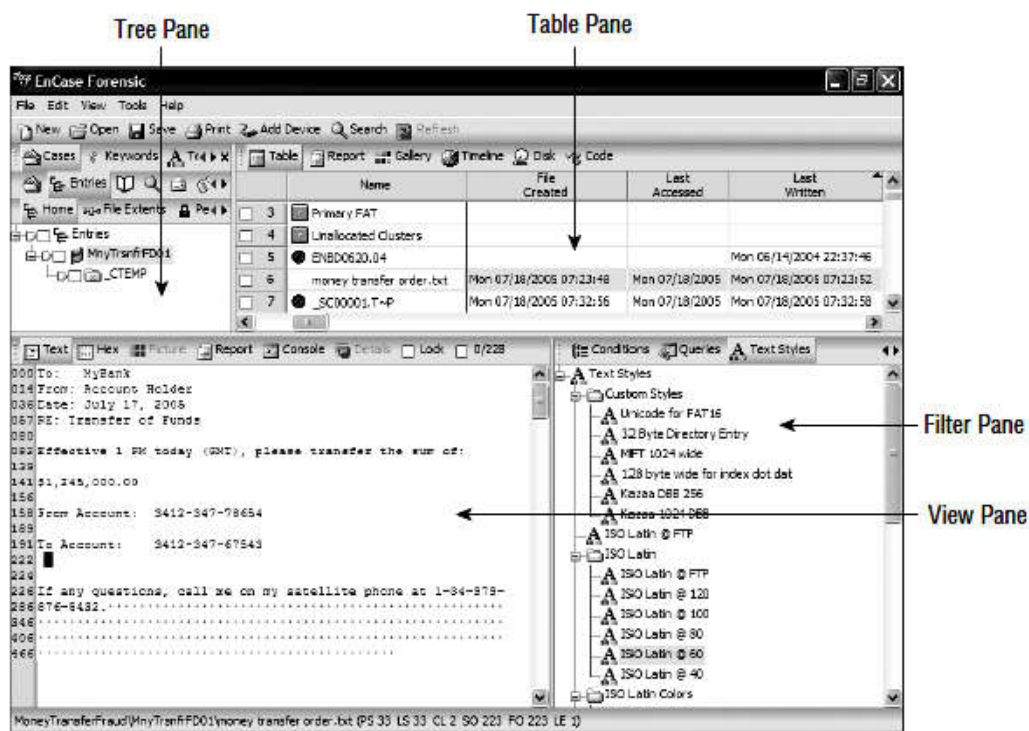 Tree Pane
Table Pane
EnCase Forensic
File Edit View Tools Help
New Open Save Print Add Device Search Refresh
Cases Keywords
Table Report Gallery Timeline Disk Code
Entries
Home File Extents
Name File Created Last Accessed Last Written
3 Primary FAT
4 Unallocated Clusters
5 ENBD0620.04 Mon 06/14/2004 22:37:46
6 money transfer order.txt Mon 07/18/2005 07:23:48 Mon 07/18/2005 Mon 07/18/2005 07:23:52
7 _SC00001.T~P Mon 07/18/2005 07:32:56 Mon 07/18/2005 Mon 07/18/2005 07:32:58
Entries
MnyTrsnfrFD01
_CTEMP
Text Hex Picture Report Console Details Lock 0/228
000 To: MyBank
014 From: Account Holder
036 Date: July 17, 2005
057 RE: Transfer of Funds
080
082 Effective 1 PM today (GMT), please transfer the sum of:
139
141 $1,245,000.00
156
158 From Account: 3412-347-78654
189
191 To Account: 3412-347-67543
222
224
226 If any questions, call me on my satellite phone at 1-34-979-
286 876-5432.
346
406
466
Conditions Queries Text Styles
Text Styles
Custom Styles
Unicode for FAT16
32 Byte Directory Entry
MFT 1024 wide
128 byte wide for index dot dat
Kazaa DBB 256
Kazaa 1024 DBB
ISO Latin @ FTP
ISO Latin
ISO Latin @ FTP
ISO Latin @ 120
ISO Latin @ 100
ISO Latin @ 80
ISO Latin @ 60
ISO Latin @ 40
ISO Latin Colors
Filter Pane
View Pane
MoneyTransferFraud\MnyTranfrFD01\money transfer order.txt (PS 33 LS 33 CL 2 SO 223 FO 223 LE 1)